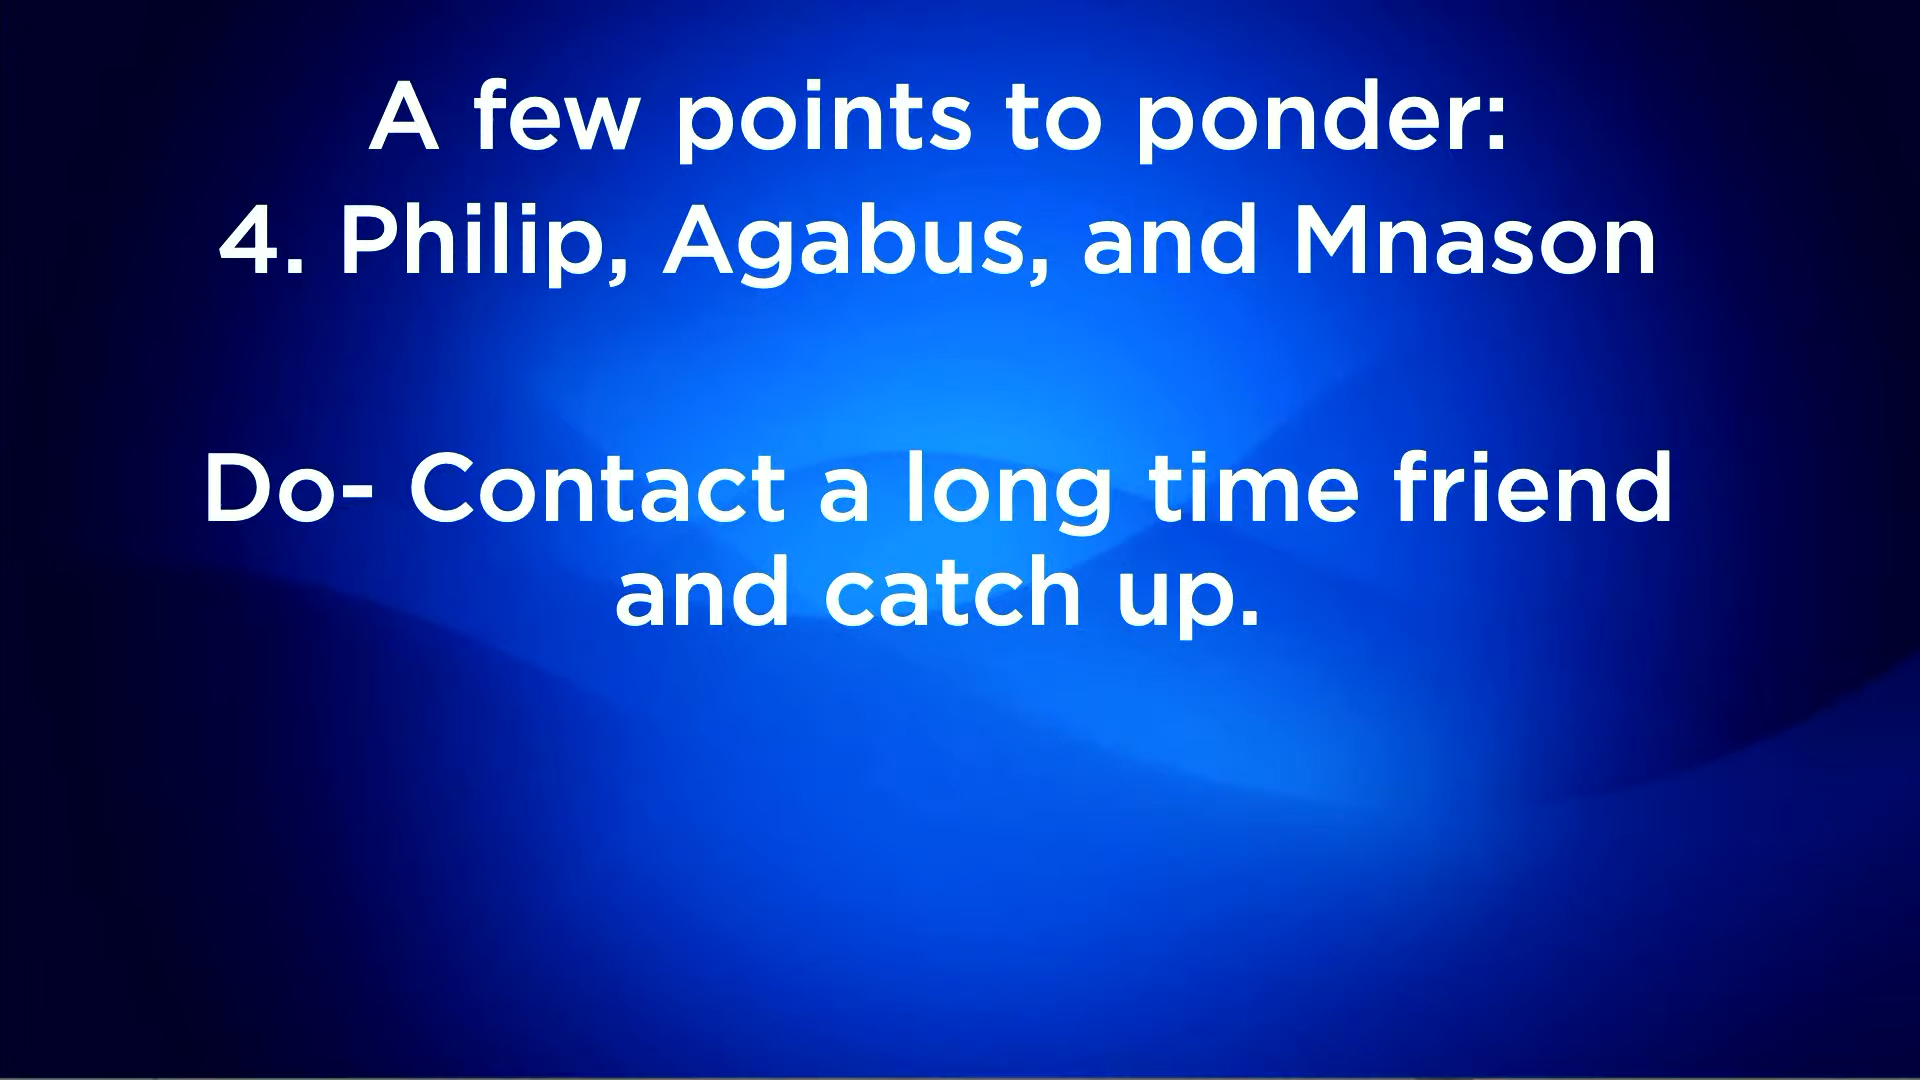 A few points to ponder:
4. Philip, Agabus, and Mnason
Do- Contact a long time friend
and catch up.